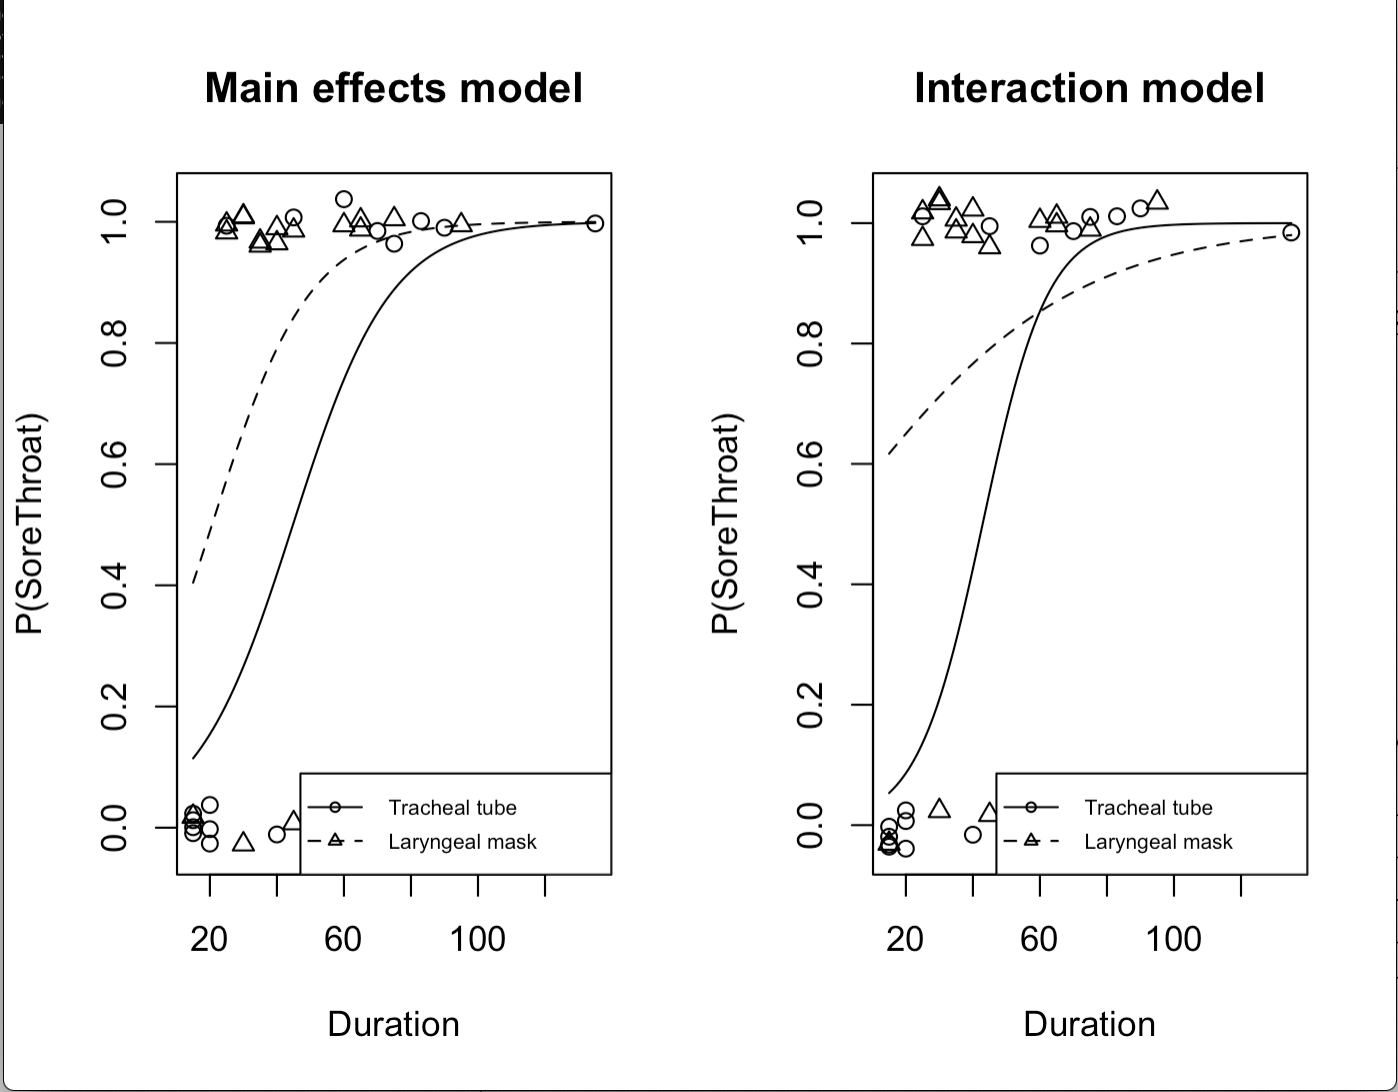 Main effects model
P(SoreThroat)
1.0
0.8
0.6
0.4
0.2
0.0
Tracheal tube
Laryngeal mask
20 60 100
Duration
Interaction model
P(SoreThroat)
1.0
0.8
0.6
0.4
0.2
0.0
Tracheal tube
Laryngeal mask
20 60 100
Duration